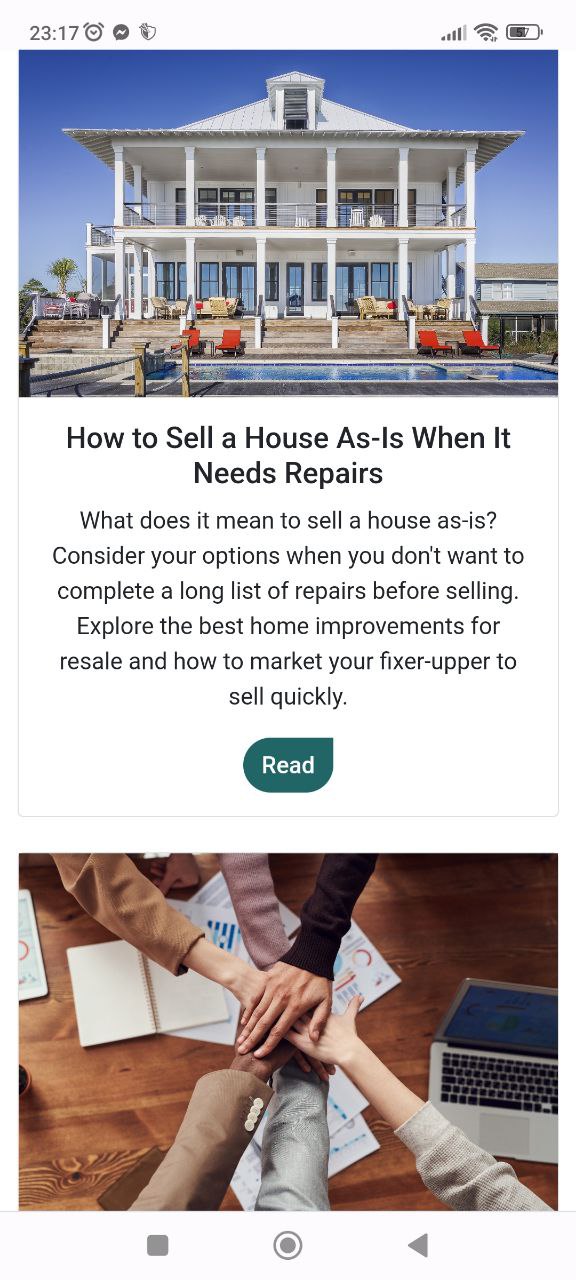 23:17
57
How to Sell a House As-Is When It
Needs Repairs
What does it mean to sell a house as-is?
Consider your options when you don't want to
complete a long list of repairs before selling.
Explore the best home improvements for
resale and how to market your fixer-upper to
sell quickly.
Read